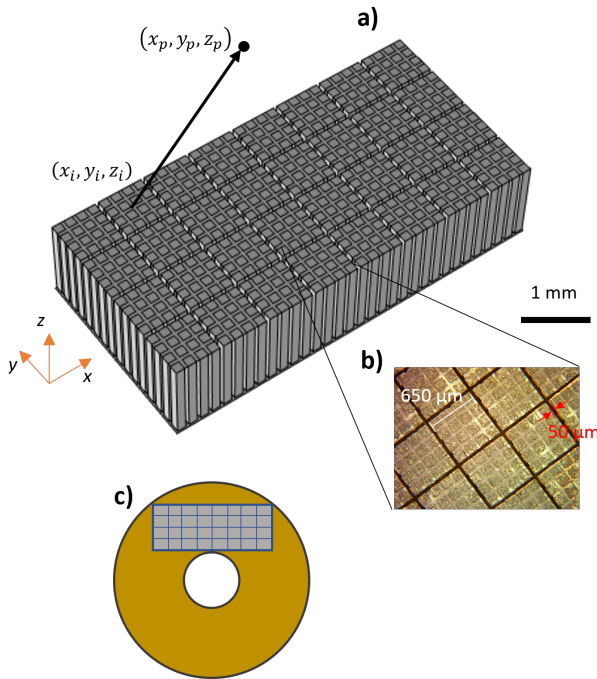 a)
(x_p, y_p, z_p)
(x_i, y_i, z_i)
1 mm
z
y
x
b)
650 μm
50 μm
c)